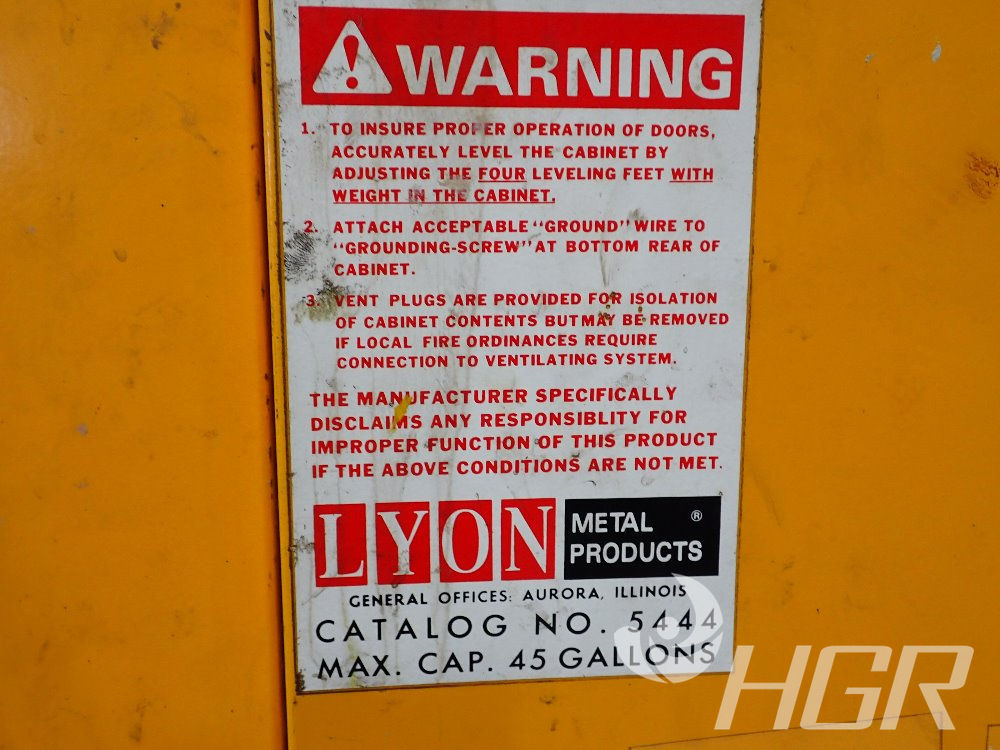 WARNING
1. TO INSURE PROPER OPERATION OF DOORS,
ACCURATELY LEVEL THE CABINET BY
ADJUSTING THE FOUR LEVELING FEET WITH
WEIGHT IN THE CABINET.
2. ATTACH ACCEPTABLE "GROUND" WIRE TO
"GROUNDING-SCREW" AT BOTTOM REAR OF
CABINET.
3. VENT PLUGS ARE PROVIDED FOR ISOLATION
OF CABINET CONTENTS BUT MAY BE REMOVED
IF LOCAL FIRE ORDINANCES REQUIRE
CONNECTION TO VENTILATING SYSTEM.
THE MANUFACTURER SPECIFICALLY
DISCLAIMS ANY RESPONSIBLITY FOR
IMPROPER FUNCTION OF THIS PRODUCT
IF THE ABOVE CONDITIONS ARE NOT MET.
LYON METAL ®
PRODUCTS
GENERAL OFFICES: AURORA, ILLINOIS
CATALOG NO. 5444
MAX. CAP. 45 GALLONS
HGR